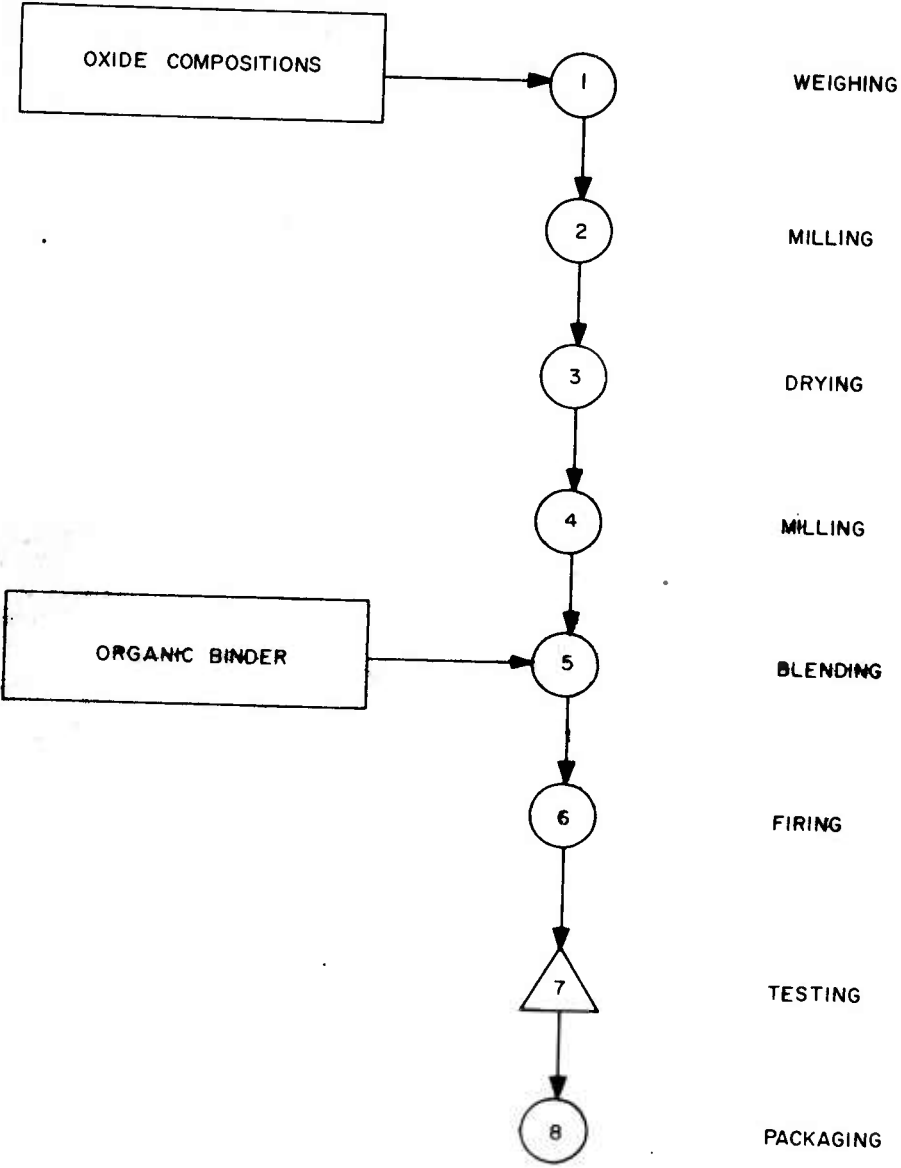 OXIDE COMPOSITIONS
1
WEIGHING
2
MILLING
3
DRYING
4
MILLING
ORGANIC BINDER
5
BLENDING
6
FIRING
7
TESTING
8
PACKAGING